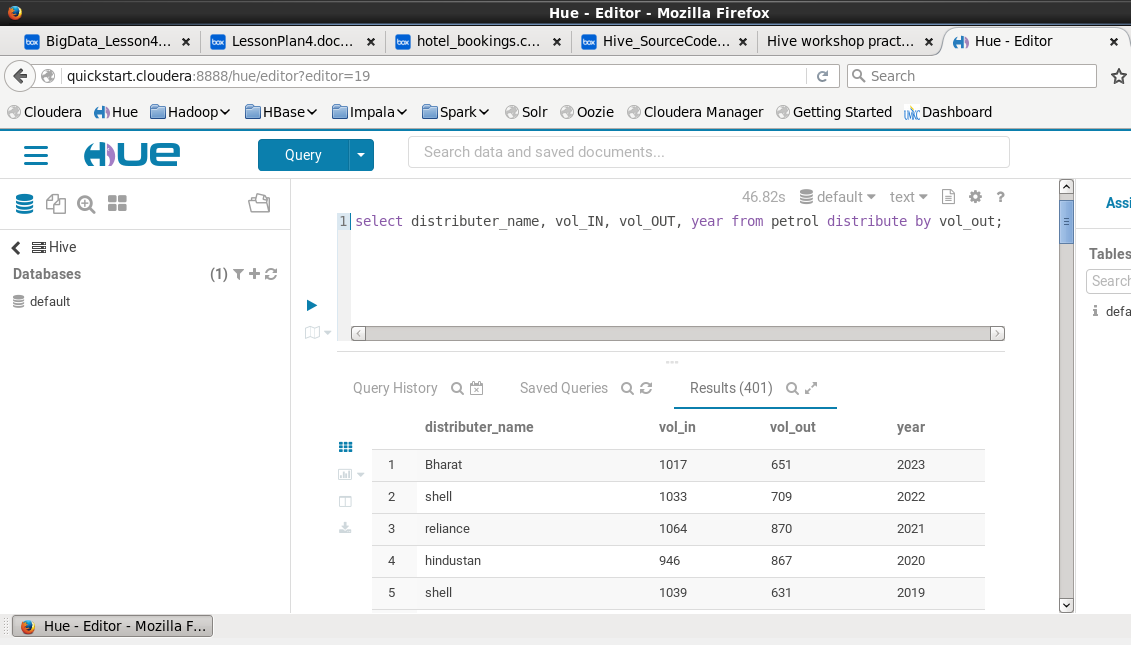 Hue - Editor - Mozilla Firefox
box BigData_Lesson4... × box LessonPlan4.doc... × box hotel_bookings.c... × box Hive_SourceCode... × Hive workshop pract... × Hue - Editor ×
quickstart.cloudera:8888/hue/editor?editor=19 Search
Cloudera Hue Hadoop HBase Impala Spark Solr Oozie Cloudera Manager Getting Started UMKC Dashboard
HUE Query Search data and saved documents...
46.82s default text ?
Assi
1 select distributer_name, vol_IN, vol_OUT, year from petrol distribute by vol_out;
Hive
Tables
Databases (1)
Search
default
i defa
Query History Saved Queries Results (401)
distributer_name vol_in vol_out year
1 Bharat 1017 651 2023
2 shell 1033 709 2022
3 reliance 1064 870 2021
4 hindustan 946 867 2020
5 shell 1039 631 2019
Hue - Editor - Mozilla F...